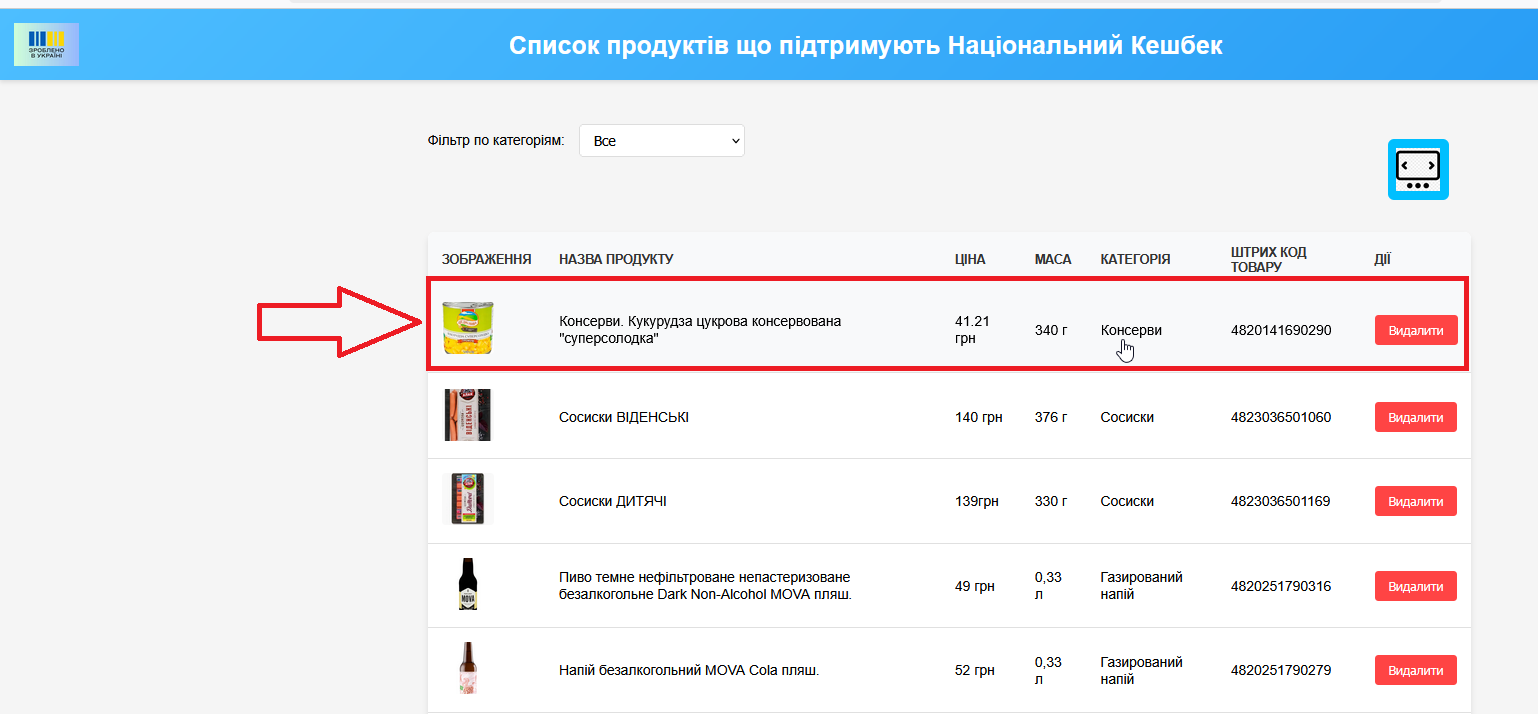 ЗРОБЛЕНО
В УКРАЇНІ
Список продуктів що підтримують Національний Кешбек
Фільтр по категоріям: Все
ЗОБРАЖЕННЯ НАЗВА ПРОДУКТУ ЦІНА МАСА КАТЕГОРІЯ ШТРИХ КОД
ТОВАРУ ДІЇ
Консерви. Кукурудза цукрова консервована
"суперсолодка" 41.21
грн 340 г Консерви 4820141690290 Видалити
ВІДЕНСЬКІ
Сосиски ВІДЕНСЬКІ 140 грн 376 г Сосиски 4823036501060 Видалити
Сосиски ДИТЯЧІ 139грн 330 г Сосиски 4823036501169 Видалити
MOVA
Пиво темне нефільтроване непастеризоване
безалкогольне Dark Non-Alcohol MOVA пляш. 49 грн 0,33
л Газирований
напій 4820251790316 Видалити
Напій безалкогольний MOVA Cola пляш. 52 грн 0,33
л Газирований
напій 4820251790279 Видалити